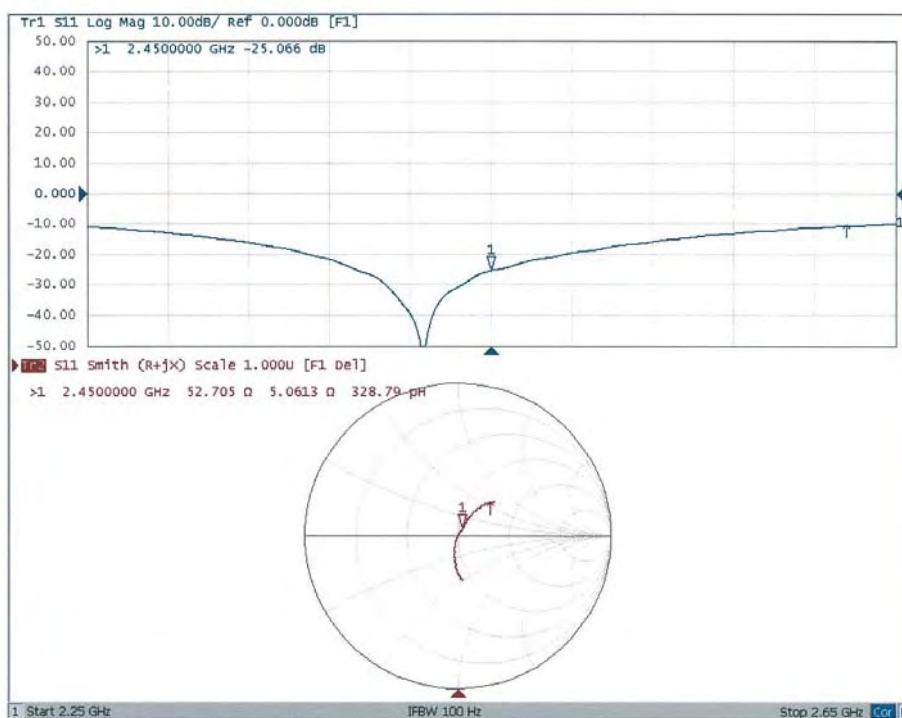 Tr1 S11 Log Mag 10.00dB/ Ref 0.000dB [F1]
50.00
>1 2.4500000 GHz -25.066 dB
40.00
30.00
20.00
10.00
0.000
-10.00
1
-20.00
1
-30.00
-40.00
-50.00
Tr2 S11 Smith (R+jX) Scale 1.000U [F1 Del]
>1 2.4500000 GHz 52.705 Ω 5.0613 Ω 328.79 pH
1
1 Start 2.25 GHz IFBW 100 Hz Stop 2.65 GHz Cor